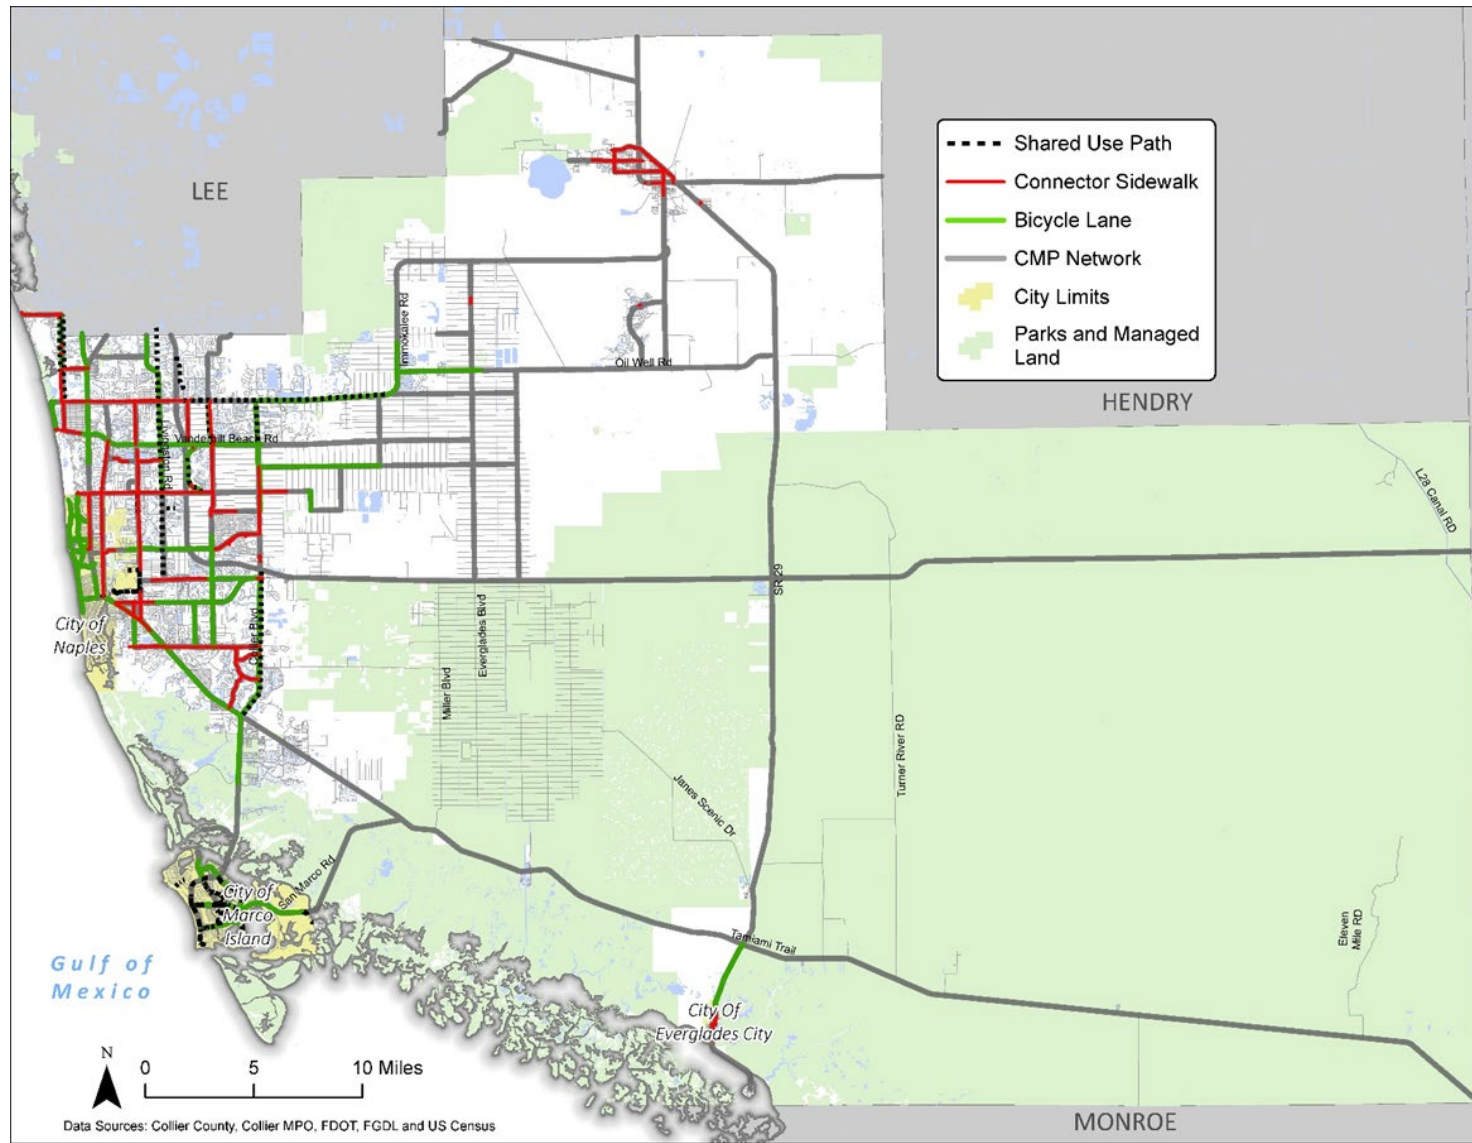 LEE
Shared Use Path
Connector Sidewalk
Bicycle Lane
CMP Network
City Limits
Parks and Managed
Land
HENDRY
Immokalee Rd
Oil Well Rd
Vanderbilt Beach Rd
Livingston Rd
L28 Canal RD
SR 29
City of
Naples
Collier Blvd
Everglades Blvd
Miller Blvd
Turner River RD
Janes Scenic Dr
San Marco Rd
City of
Marco
Island
Eleven
Mile RD
Tamiami Trail
Gulf of
Mexico
City Of
Everglades City
N
0 5 10 Miles
MONROE
Data Sources: Collier County, Collier MPO, FDOT, FGDL and US Census